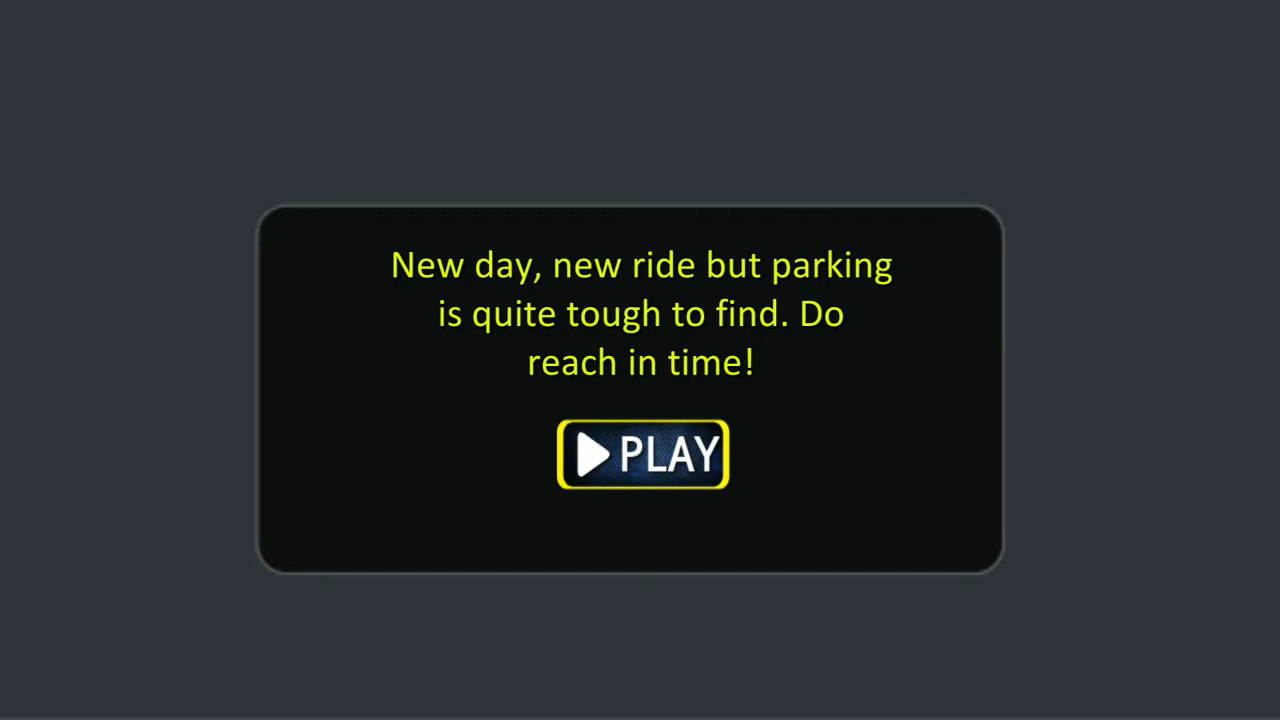 New day, new ride but parking
is quite tough to find. Do
reach in time!
PLAY